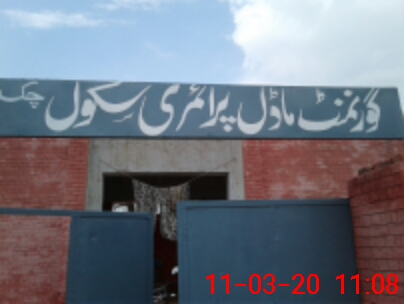 گورنمنٹ ماڈل پرائمری سکول چک
11-03-20 11:08